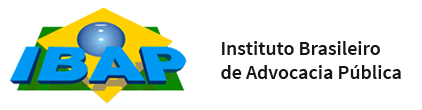 IBAP
Instituto Brasileiro
de Advocacia Pública